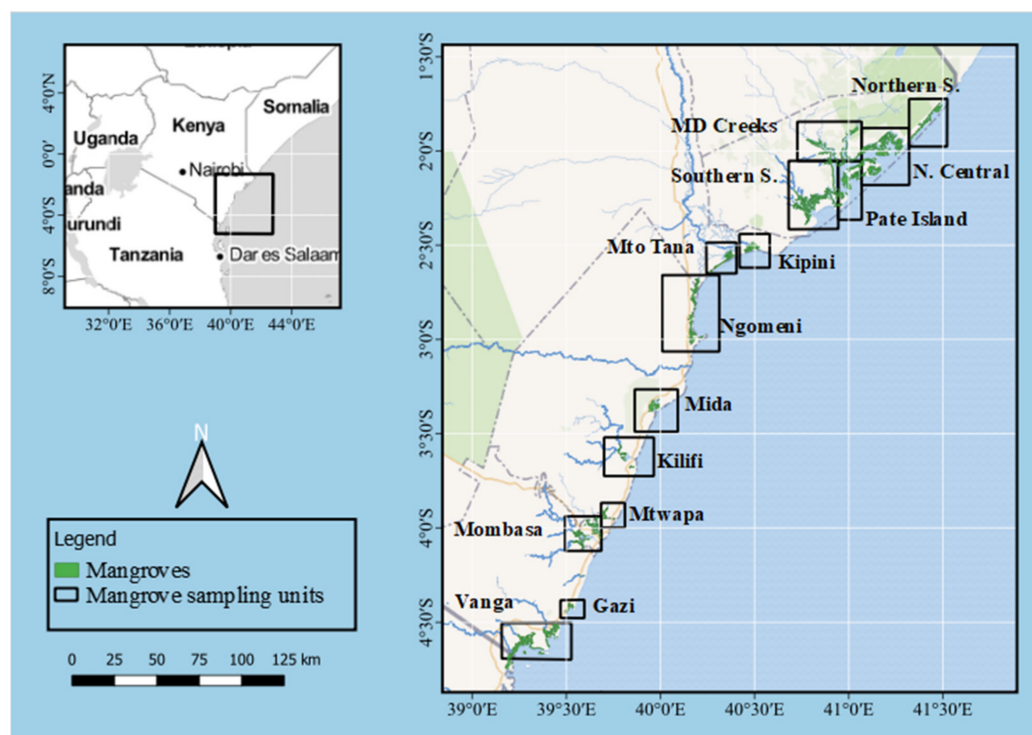 Somalia
Kenya
Uganda
Nairobi
anda
urundi
Tanzania
Dar es Salaam
4°0'N
0°0'
4°0'S
8°0'S
32°0'E 36°0'E 40°0'E 44°0'E
N
Legend
Mangroves
Mangrove sampling units
0 25 50 75 100 125 km
1°30'S
2°0'S
2°30'S
3°0'S
3°30'S
4°0'S
4°30'S
Northern S.
MD Creeks
N. Central
Southern S.
Pate Island
Mto Tana
Kipini
Ngomeni
Mida
Kilifi
Mtwapa
Mombasa
Vanga
Gazi
39°0'E 39°30'E 40°0'E 40°30'E 41°0'E 41°30'E